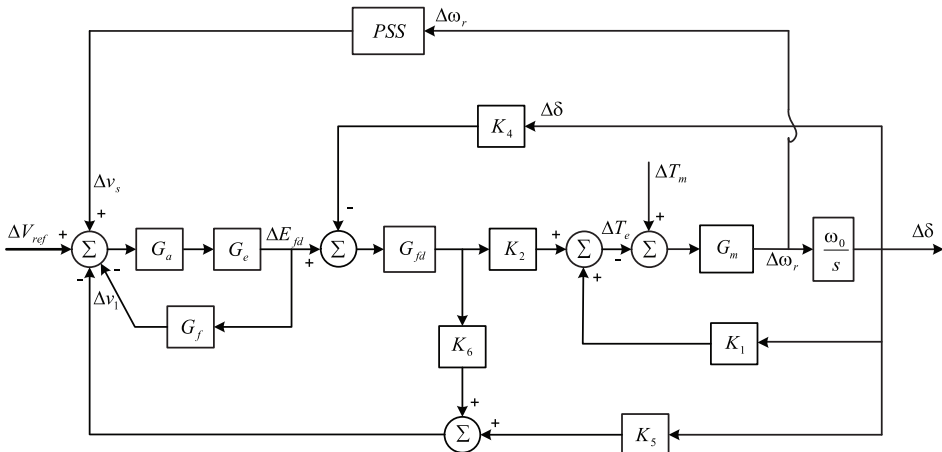 Δω_r
PSS
Δδ
K_4
Δv_s
+
-
ΔT_m
ΔV_ref
+
Σ
G_a
G_e
ΔE_fd
+
Σ
G_fd
K_2
+
Σ
ΔT_e
-
+
Σ
G_m
Δω_r
ω_0
s
Δδ
-
-
Δv_1
+
G_f
K_6
K_1
+
Σ
+
K_5